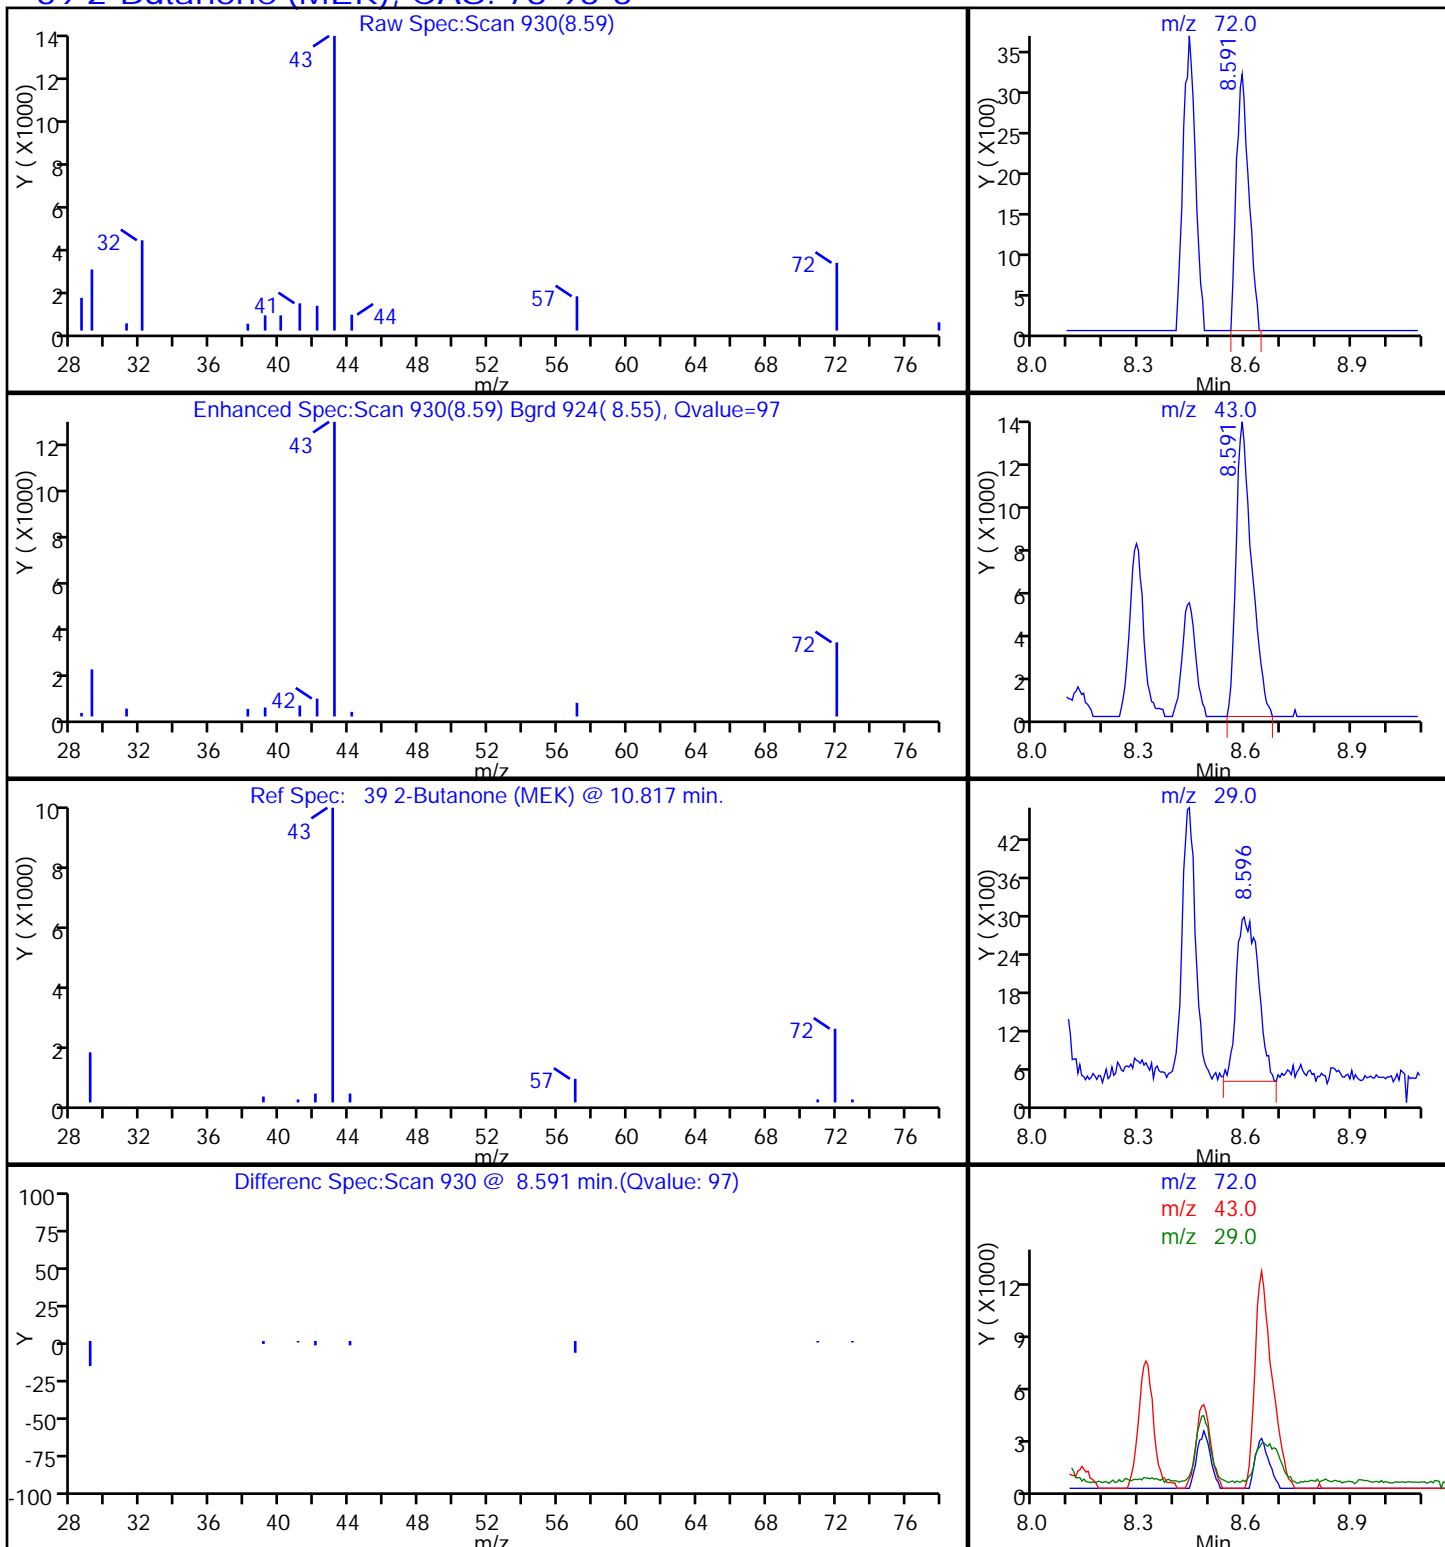 39 2-Butanone (MEK), CAS: 78-93-3
Raw Spec:Scan 930(8.59)
Y ( X1000)
14
12
10
8
6
4
2
0
43
32
41
44
57
72
28 32 36 40 44 48 52 56 60 64 68 72 76
m/z
m/z 72.0
Y ( X100)
35
30
25
20
15
10
5
0
8.591
8.0 8.3 8.6 8.9
Min
Enhanced Spec:Scan 930(8.59) Bgrd 924( 8.55), Qvalue=97
Y ( X1000)
12
10
8
6
4
2
0
43
42
72
28 32 36 40 44 48 52 56 60 64 68 72 76
m/z
m/z 43.0
Y ( X1000)
14
12
10
8
6
4
2
0
8.591
8.0 8.3 8.6 8.9
Min
Ref Spec: 39 2-Butanone (MEK) @ 10.817 min.
Y ( X1000)
10
8
6
4
2
0
43
57
72
28 32 36 40 44 48 52 56 60 64 68 72 76
m/z
m/z 29.0
Y ( X100)
42
36
30
24
18
12
6
0
8.596
8.0 8.3 8.6 8.9
Min
Differenc Spec:Scan 930 @ 8.591 min.(Qvalue: 97)
Y
100
75
50
25
0
-25
-50
-75
-100
28 32 36 40 44 48 52 56 60 64 68 72 76
m/z
m/z 72.0
m/z 43.0
m/z 29.0
Y ( X1000)
12
9
6
3
0
8.0 8.3 8.6 8.9
Min